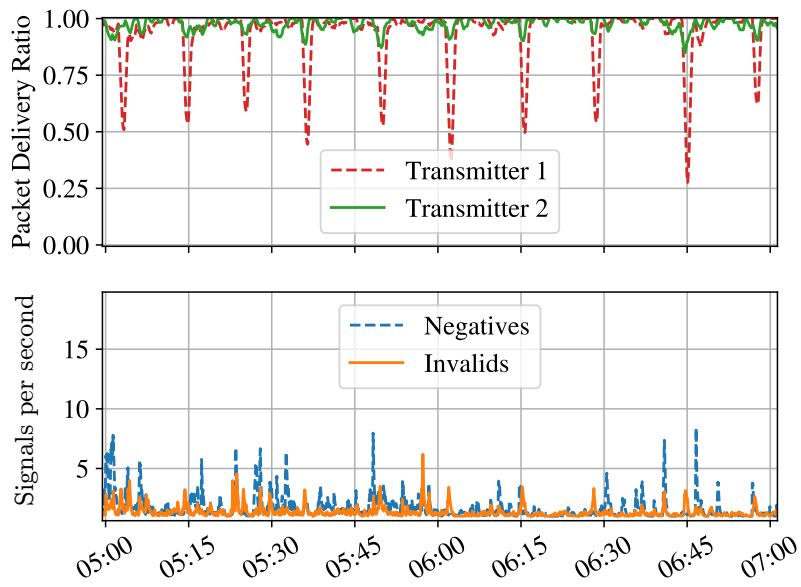 Packet Delivery Ratio
1.00
0.75
0.50
0.25
0.00
Transmitter 1
Transmitter 2
Signals per second
15
10
5
Negatives
Invalids
05:00
05:15
05:30
05:45
06:00
06:15
06:30
06:45
07:00